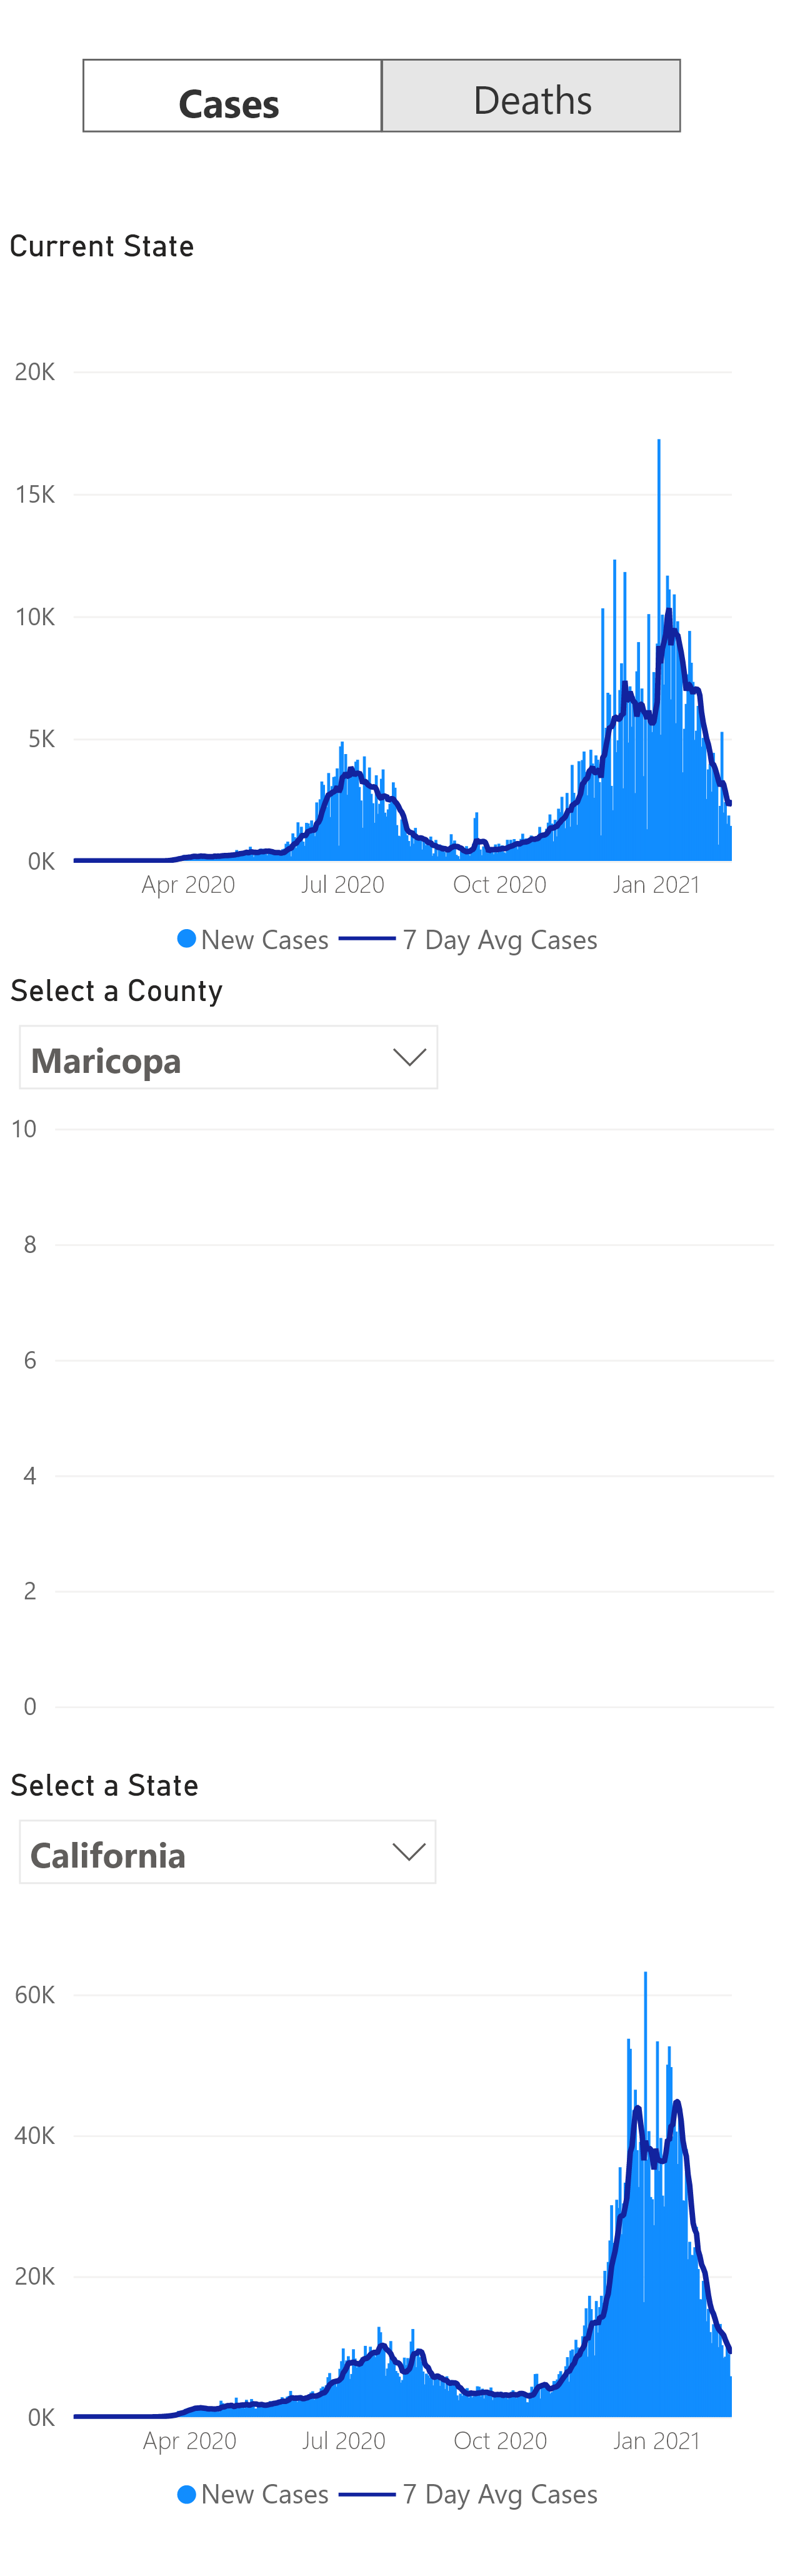 Cases Deaths
Current State
20K
15K
10K
5K
0K
Apr 2020 Jul 2020 Oct 2020 Jan 2021
New Cases 7 Day Avg Cases
Select a County
Maricopa
10
8
6
4
2
0
Select a State
California
60K
40K
20K
0K
Apr 2020 Jul 2020 Oct 2020 Jan 2021
New Cases 7 Day Avg Cases